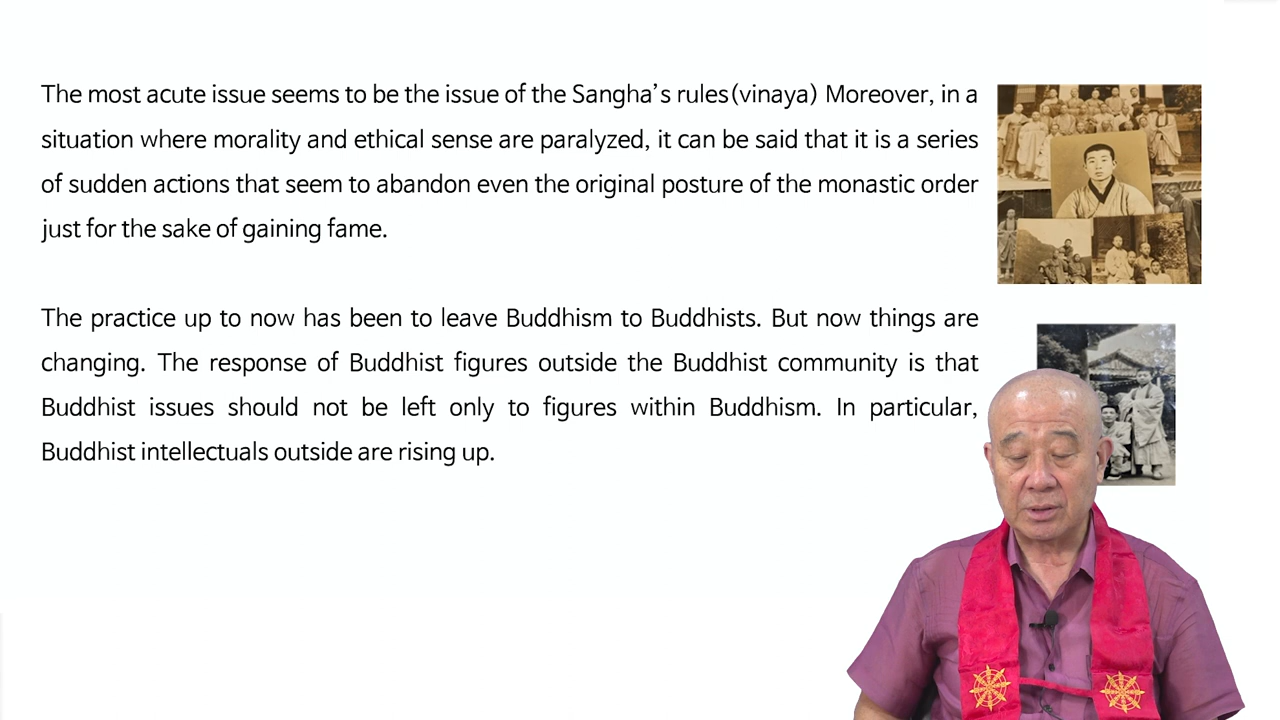 The most acute issue seems to be the issue of the Sangha’s rules(vinaya) Moreover, in a
situation where morality and ethical sense are paralyzed, it can be said that it is a series
of sudden actions that seem to abandon even the original posture of the monastic order
just for the sake of gaining fame.
The practice up to now has been to leave Buddhism to Buddhists. But now things are
changing. The response of Buddhist figures outside the Buddhist community is that
Buddhist issues should not be left only to figures within Buddhism. In particular,
Buddhist intellectuals outside are rising up.